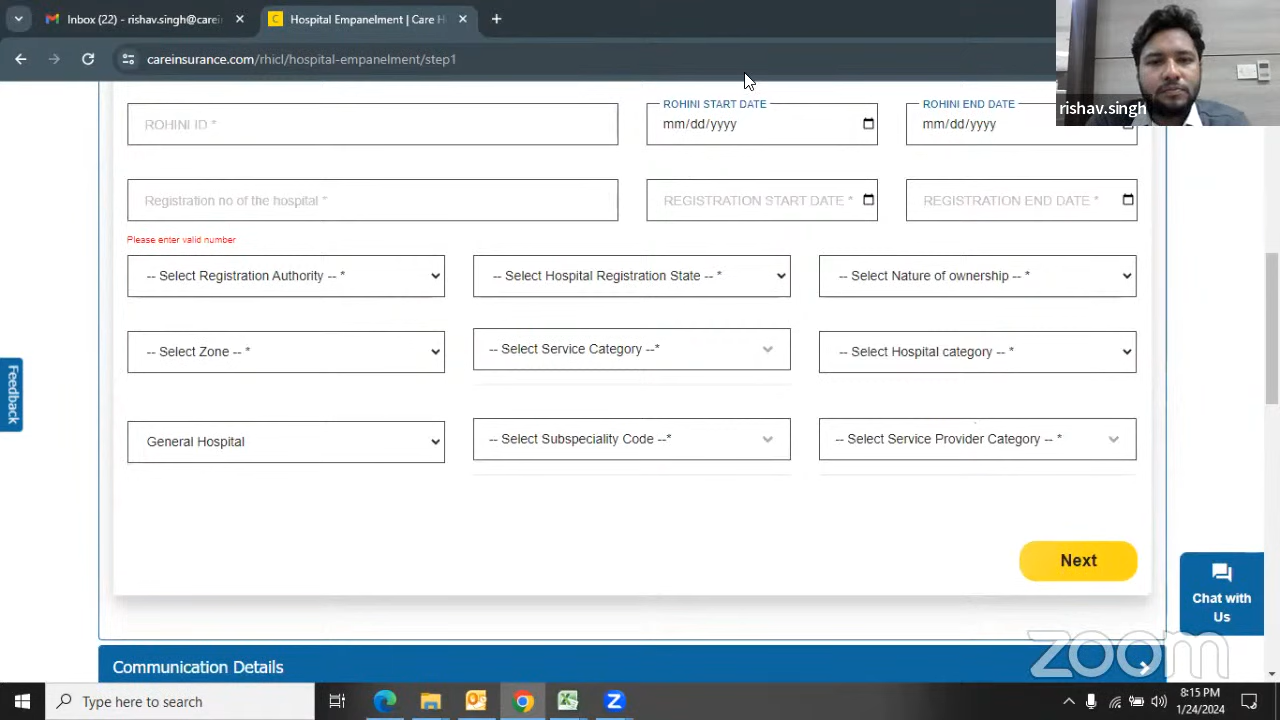 Inbox (22) - rishav.singh@carei
Hospital Empanelment | Care H
careinsurance.com/rhicl/hospital-empanelment/step1
rishav.singh
ROHINI ID *
ROHINI START DATE
mm/dd/yyyy
ROHINI END DATE
mm/dd/yyyy
Registration no of the hospital *
REGISTRATION START DATE *
REGISTRATION END DATE *
Please enter valid number
-- Select Registration Authority -- *
-- Select Hospital Registration State -- *
-- Select Nature of ownership -- *
-- Select Zone -- *
-- Select Service Category --*
-- Select Hospital category -- *
Feedback
General Hospital
-- Select Subspeciality Code --*
-- Select Service Provider Category -- *
Next
Chat with
Us
Communication Details
zoom
Type here to search
8:15 PM
1/24/2024